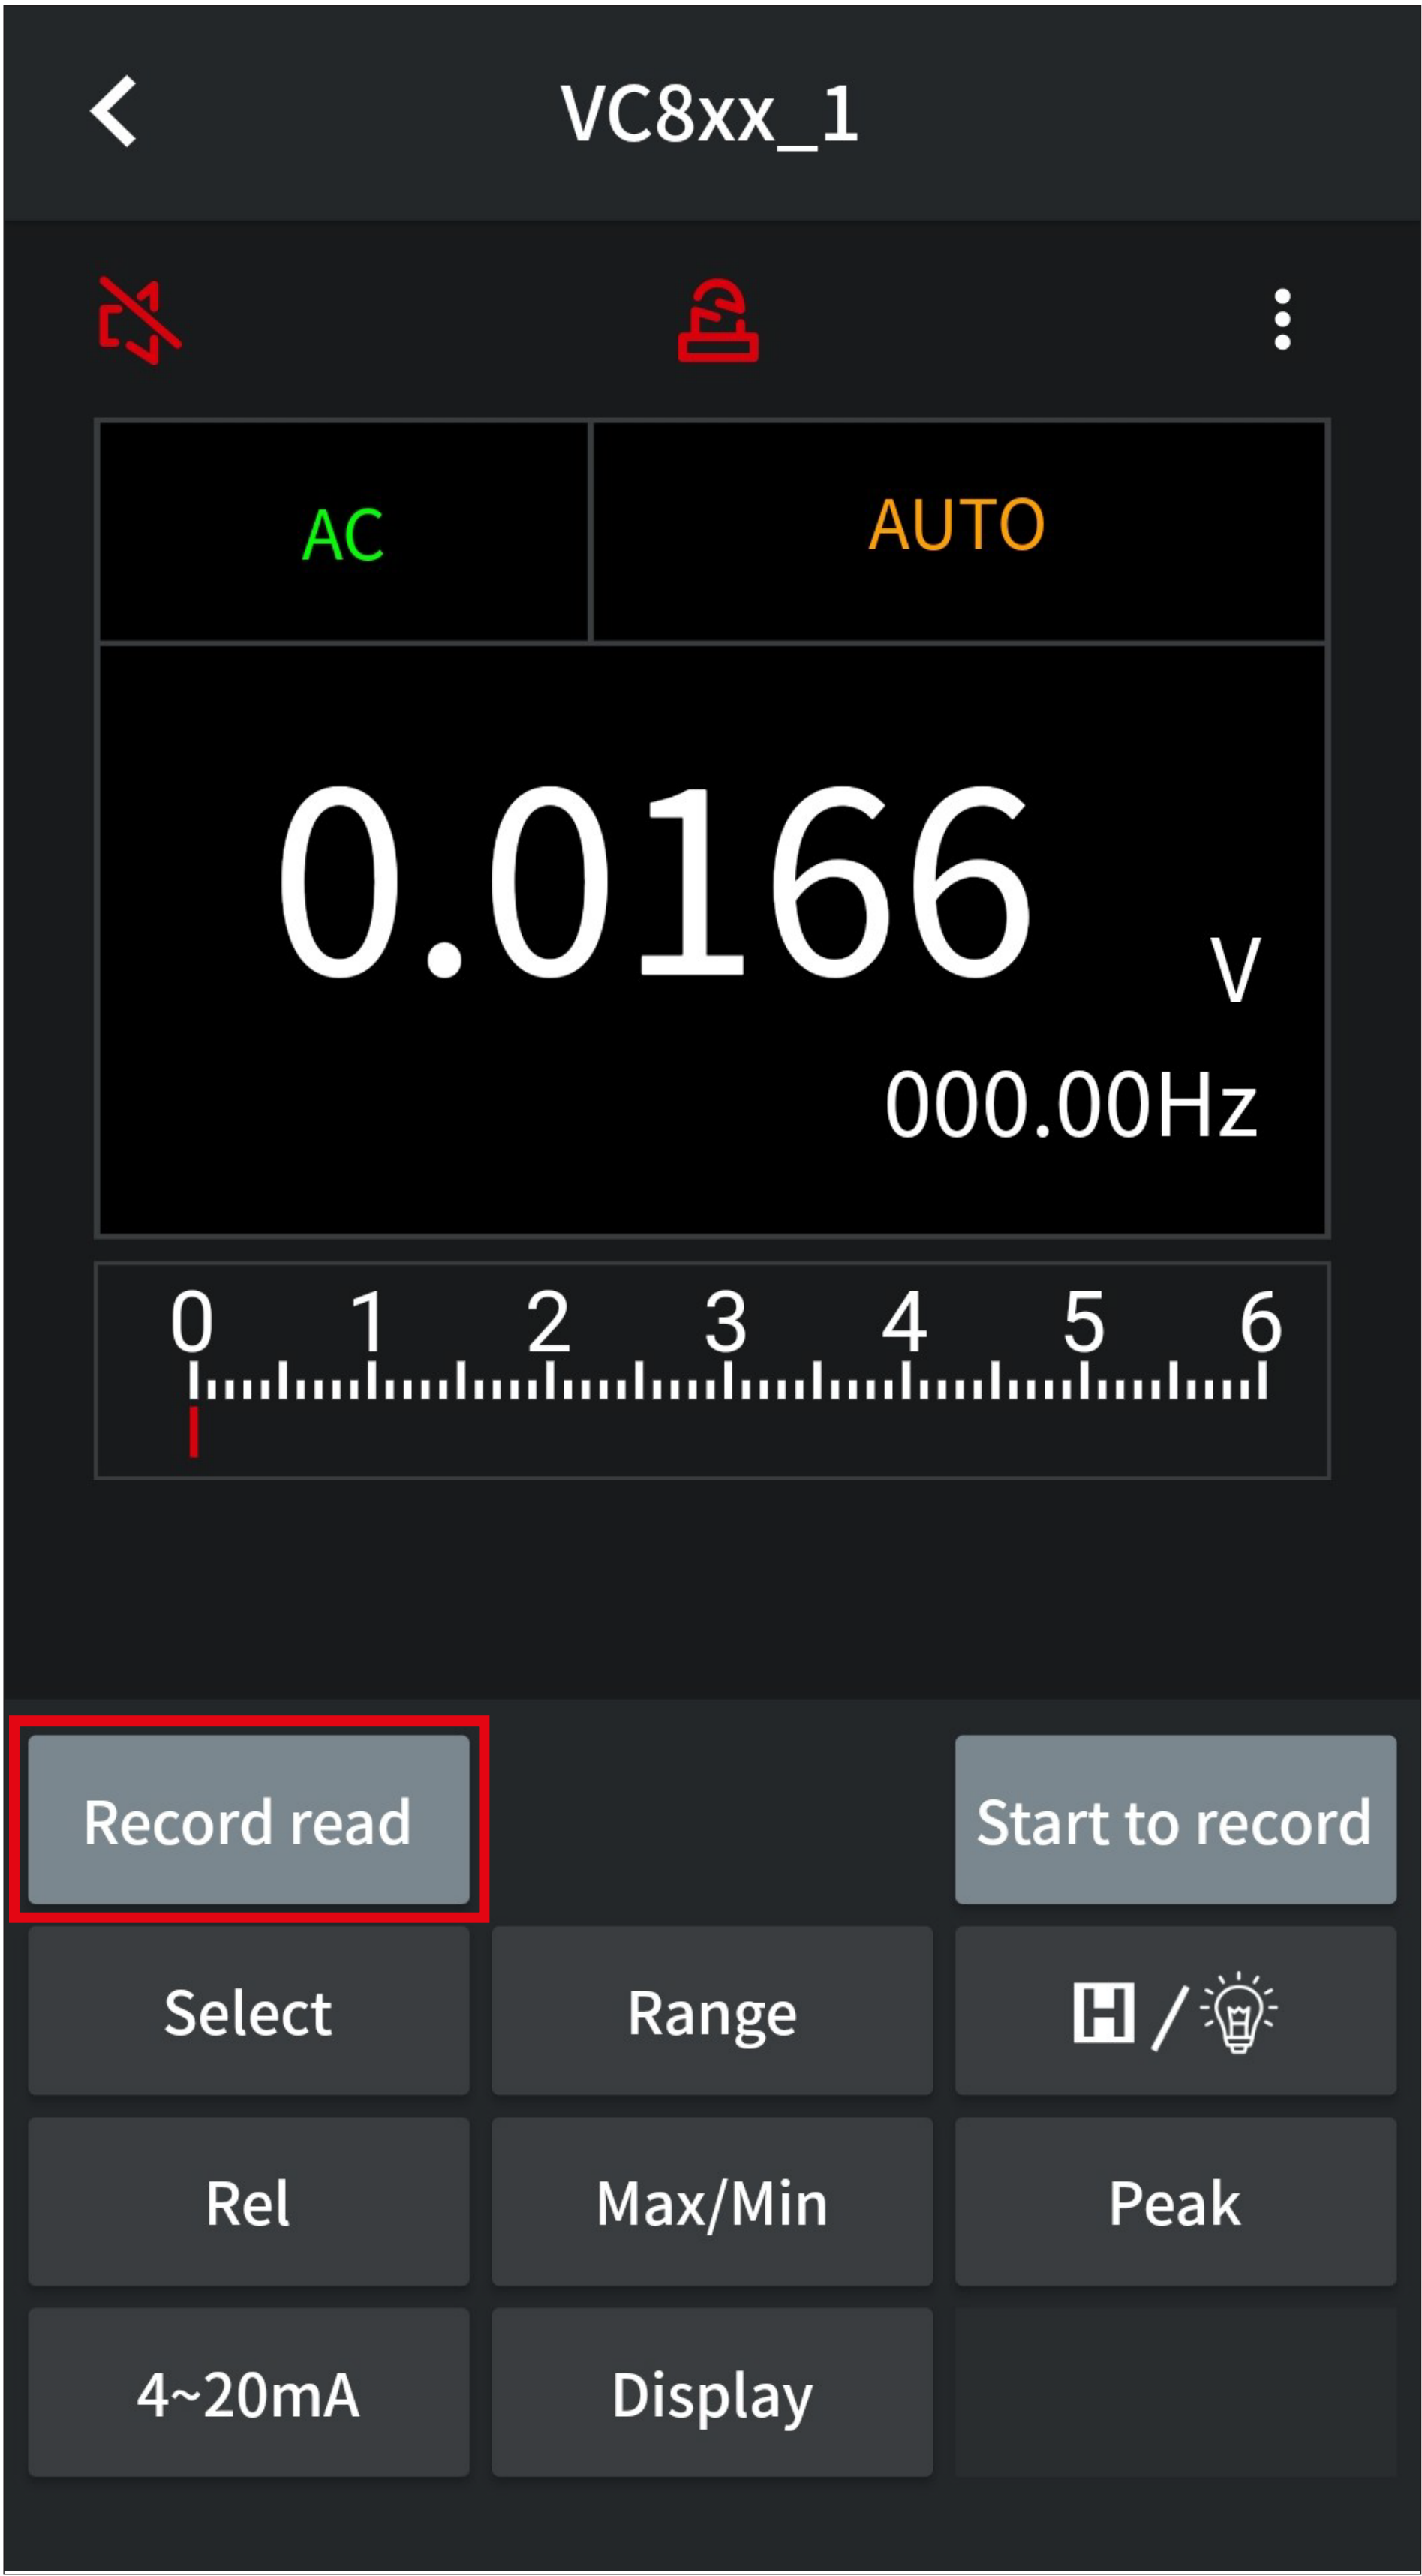 VC8xx_1
AC
AUTO
0.0166 V
000.00Hz
0 1 2 3 4 5 6
Record read
Start to record
Select
Range
H /
Rel
Max/Min
Peak
4~20mA
Display